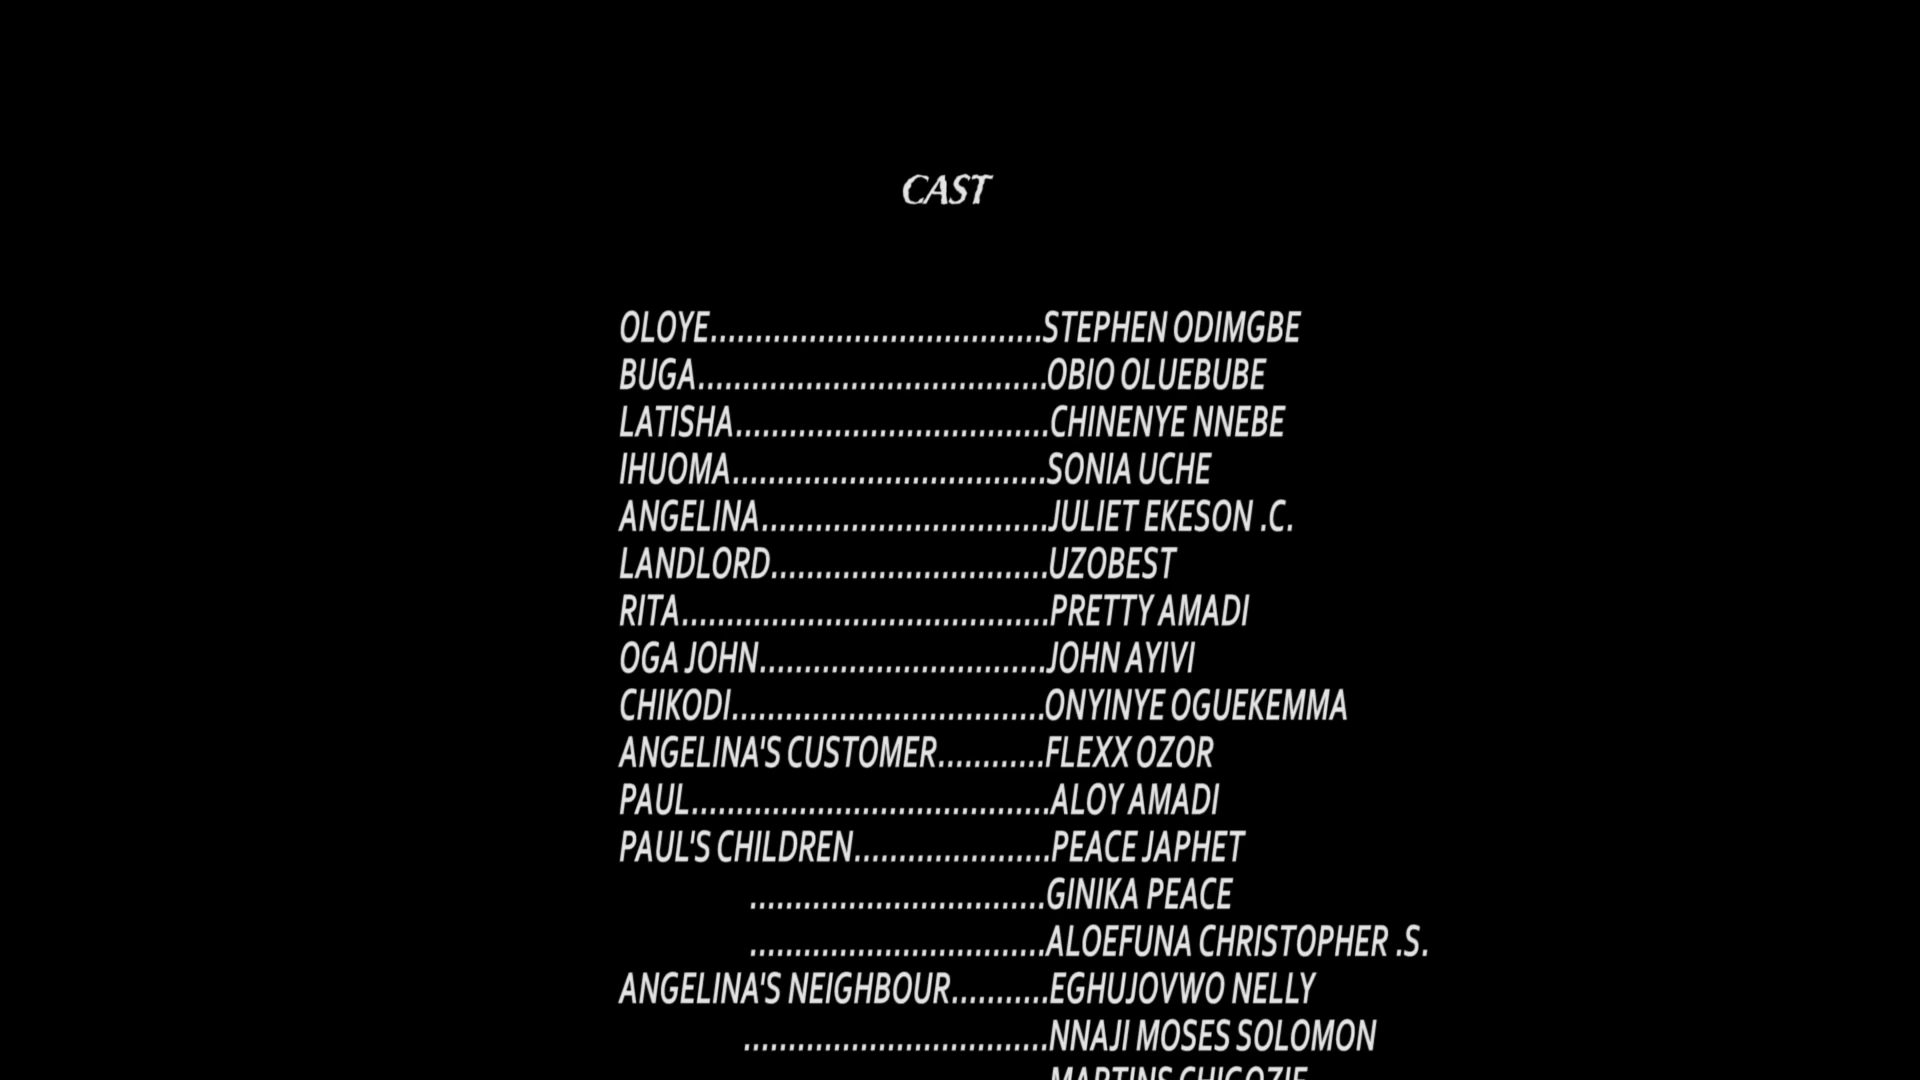 CAST
OLOYE.....................................STEPHEN ODIMGBE
BUGA.......................................OBIO OLUEBUBE
LATISHA...................................CHINENYE NNEBE
IHUOMA...................................SONIA UCHE
ANGELINA................................JULIET EKESON .C.
LANDLORD...............................UZOBEST
RITA.........................................PRETTY AMADI
OGA JOHN................................JOHN AYIVI
CHIKODI...................................ONYINYE OGUEKEMMA
ANGELINA'S CUSTOMER............FLEXX OZOR
PAUL........................................ALOY AMADI
PAUL'S CHILDREN......................PEACE JAPHET
.................................GINIKA PEACE
.................................ALOEFUNA CHRISTOPHER .S.
ANGELINA'S NEIGHBOUR...........EGHUJOVWO NELLY
..................................NNAJI MOSES SOLOMON
MARTINS CHIGOZIE